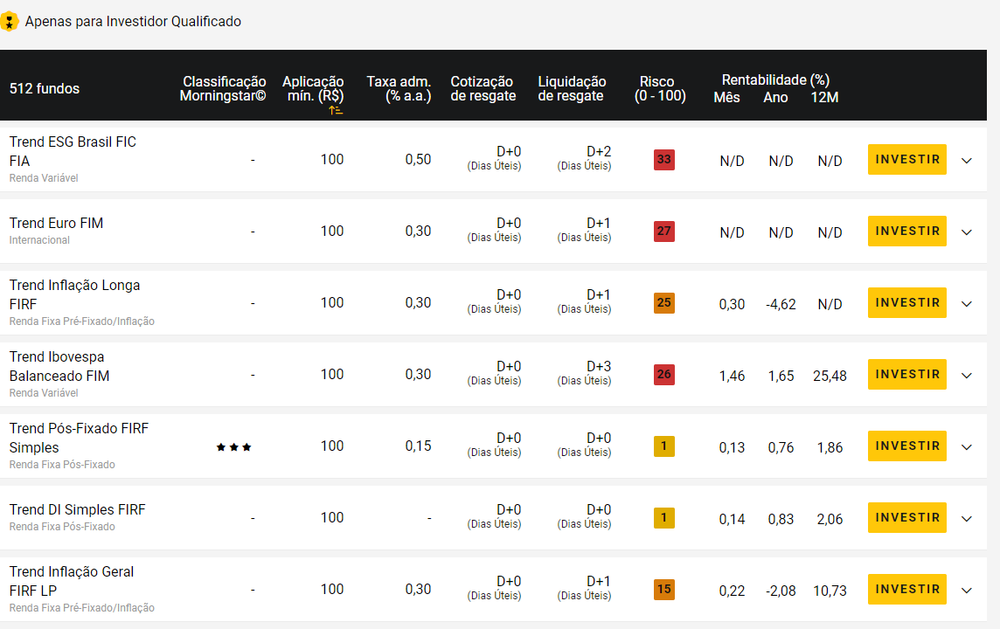 Apenas para Investidor Qualificado
512 fundos
Classificação
Morningstar©
Aplicação
mín. (R$)
Taxa adm.
(% a.a.)
Cotização
de resgate
Liquidação
de resgate
Risco
(0 - 100)
Rentabilidade (%)
Mês Ano 12M
Trend ESG Brasil FIC
FIA
Renda Variável
- 100 0,50
D+0
(Dias Úteis)
D+2
(Dias Úteis)
33 N/D N/D N/D INVESTIR
Trend Euro FIM
Internacional
- 100 0,30
D+0
(Dias Úteis)
D+1
(Dias Úteis)
27 N/D N/D N/D INVESTIR
Trend Inflação Longa
FIRF
Renda Fixa Pré-Fixado/Inflação
- 100 0,30
D+0
(Dias Úteis)
D+1
(Dias Úteis)
25 0,30 -4,62 N/D INVESTIR
Trend Ibovespa
Balanceado FIM
Renda Variável
- 100 0,30
D+0
(Dias Úteis)
D+3
(Dias Úteis)
26 1,46 1,65 25,48 INVESTIR
Trend Pós-Fixado FIRF
Simples
Renda Fixa Pós-Fixado
★★★ 100 0,15
D+0
(Dias Úteis)
D+0
(Dias Úteis)
1 0,13 0,76 1,86 INVESTIR
Trend DI Simples FIRF
Renda Fixa Pós-Fixado
- 100 -
D+0
(Dias Úteis)
D+0
(Dias Úteis)
1 0,14 0,83 2,06 INVESTIR
Trend Inflação Geral
FIRF LP
Renda Fixa Pré-Fixado/Inflação
- 100 0,30
D+0
(Dias Úteis)
D+1
(Dias Úteis)
15 0,22 -2,08 10,73 INVESTIR